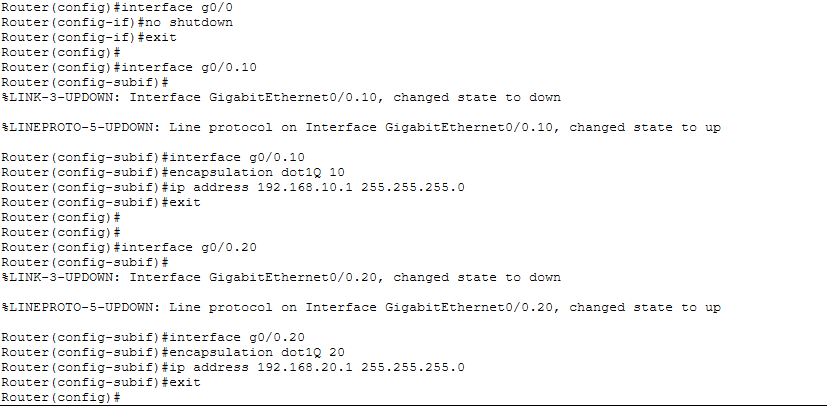 Router(config)#interface g0/0
Router(config-if)#no shutdown
Router(config-if)#exit
Router(config)#
Router(config)#interface g0/0.10
Router(config-subif)#
%LINK-3-UPDOWN: Interface GigabitEthernet0/0.10, changed state to down
%LINEPROTO-5-UPDOWN: Line protocol on Interface GigabitEthernet0/0.10, changed state to up
Router(config-subif)#interface g0/0.10
Router(config-subif)#encapsulation dot1Q 10
Router(config-subif)#ip address 192.168.10.1 255.255.255.0
Router(config-subif)#exit
Router(config)#
Router(config)#
Router(config)#interface g0/0.20
Router(config-subif)#
%LINK-3-UPDOWN: Interface GigabitEthernet0/0.20, changed state to down
%LINEPROTO-5-UPDOWN: Line protocol on Interface GigabitEthernet0/0.20, changed state to up
Router(config-subif)#interface g0/0.20
Router(config-subif)#encapsulation dot1Q 20
Router(config-subif)#ip address 192.168.20.1 255.255.255.0
Router(config-subif)#exit
Router(config)#